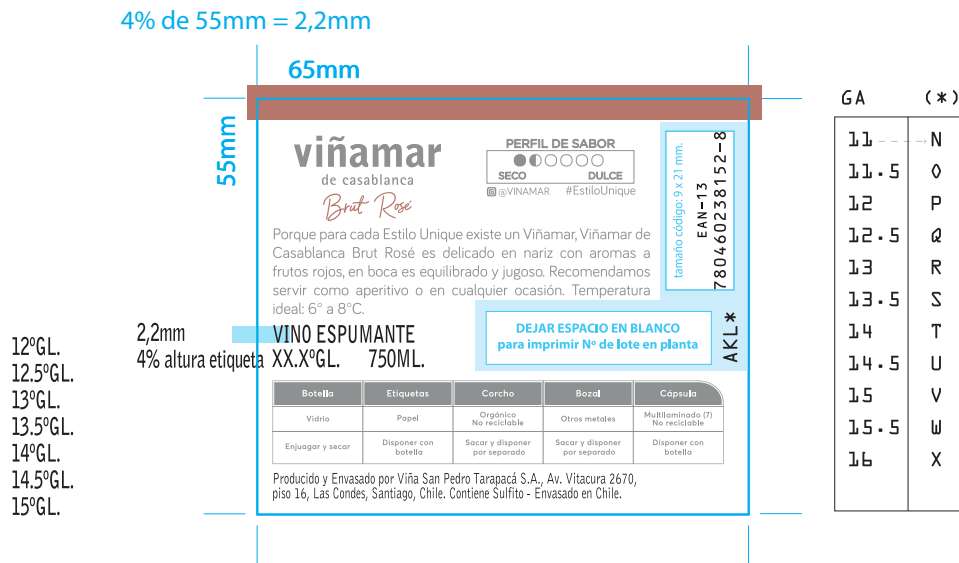 4% de 55mm = 2,2mm
65mm
55mm
viñamar
de casablanca
Brut Rosé
PERFIL DE SABOR
SECO DULCE
@VINAMAR #EstiloUnique
tamaño código: 9 x 21 mm.
EAN-13
7804602381528-8
AKL*
Porque para cada Estilo Unique existe un Viñamar, Viñamar de
Casablanca Brut Rosé es delicado en nariz con aromas a
frutos rojos, en boca es equilibrado y jugoso. Recomendamos
servir como aperitivo o en cualquier ocasión. Temperatura
ideal: 6° a 8°C.
DEJAR ESPACIO EN BLANCO
para imprimir Nº de lote en planta
2,2mm
4% altura etiqueta
VINO ESPUMANTE
XX.XºGL. 750ML.
12ºGL.
12.5ºGL.
13ºGL.
13.5ºGL.
14ºGL.
14.5ºGL.
15ºGL.
Botella Etiquetas Corcho Bozal Cápsula
Vidrio Papel Orgánico No reciclable Otros metales Multilaminado (7) No reciclable
Enjuagar y secar Disponer con botella Sacar y disponer por separado Sacar y disponer por separado Disponer con botella
Producido y Envasado por Viña San Pedro Tarapacá S.A., Av. Vitacura 2670,
piso 16, Las Condes, Santiago, Chile. Contiene Sulfito - Envasado en Chile.
GA (*)
11 N
11.5 O
12 P
12.5 Q
13 R
13.5 S
14 T
14.5 U
15 V
15.5 W
16 X